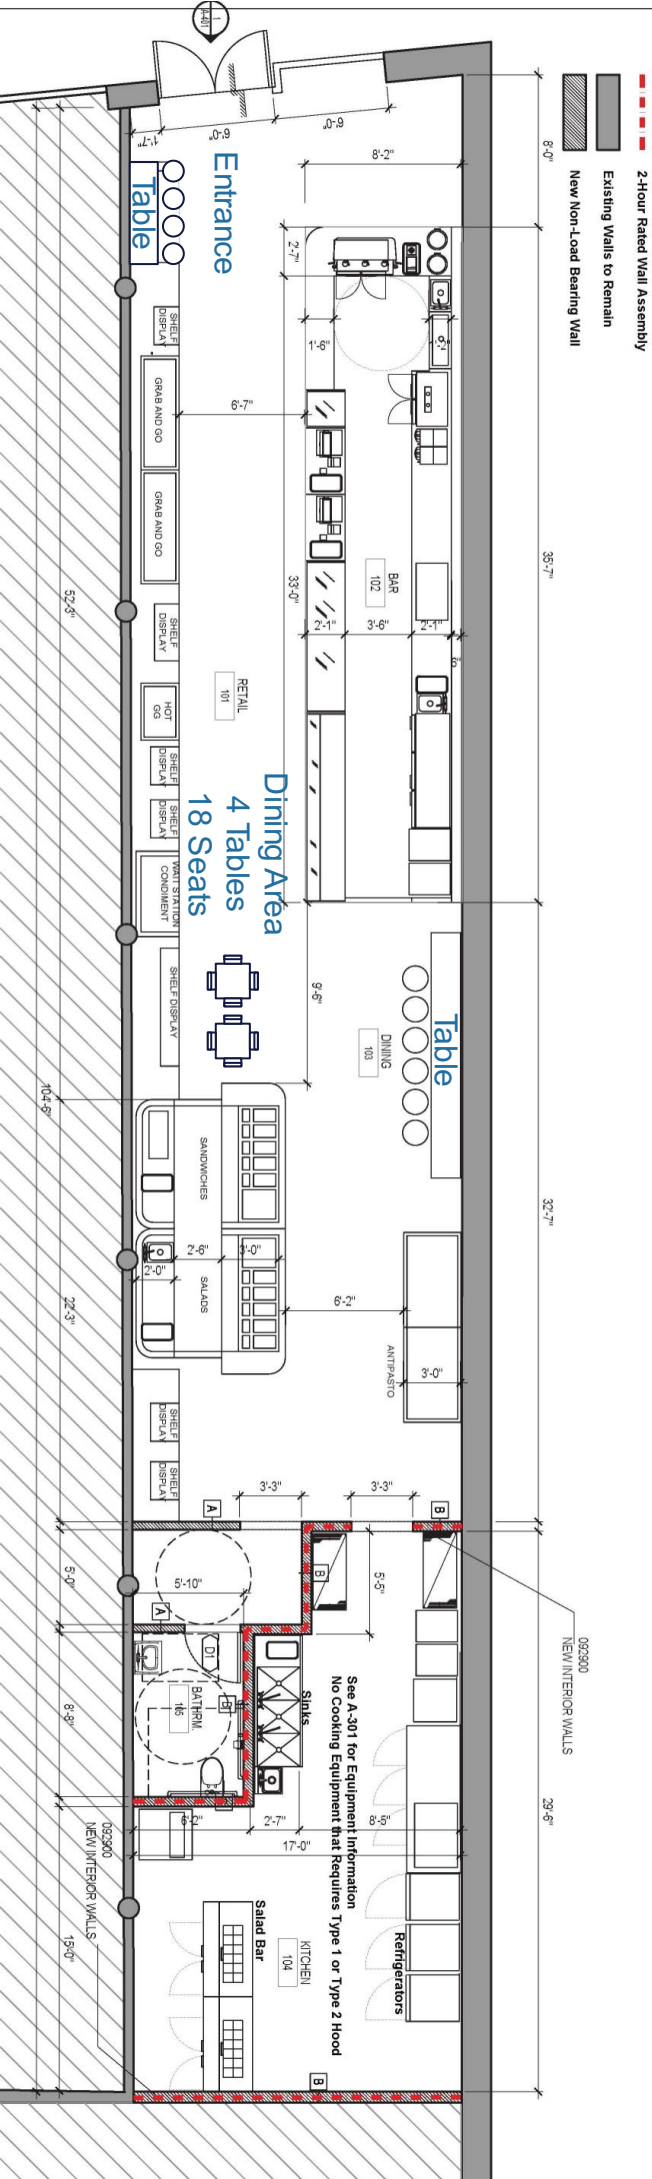 2-Hour Rated Wall Assembly
Existing Walls to Remain
New Non-Load Bearing Wall
1
A-401
6'-0"
6'-0"
1'-7"
8'-0"
8'-2"
35'-7"
32'-7"
29'-6"
Entrance
Table
2'-7"
1'-6"
6'-7"
33'-0"
SHELF
DISPLAY
GRAB AND GO
GRAB AND GO
SHELF
DISPLAY
HOT
GG
SHELF
DISPLAY
SHELF
DISPLAY
WAIT STATION
CONDIMENT
SHELF DISPLAY
BAR
102
2'-1"
3'-6"
2'-1"
RETAIL
101
Dining Area
4 Tables
18 Seats
9'-6"
DINING
103
Table
52'-3"
104'-6"
22'-3"
SANDWICHES
SALADS
2'-0"
2'-6"
3'-0"
6'-2"
3'-0"
ANTIPASTO
SHELF
DISPLAY
SHELF
DISPLAY
3'-3"
3'-3"
A
B
B
A
B
5'-10"
5'-5"
5'-0"
8'-8"
15'-0"
092900
NEW INTERIOR WALLS
D1
BATHRM.
105
Sinks
See A-301 for Equipment Information
No Cooking Equipment that Requires Type 1 or Type 2 Hood
6'-2"
2'-7"
8'-5"
17'-0"
092900
NEW INTERIOR WALLS
Salad Bar
KITCHEN
104
Refrigerators
B